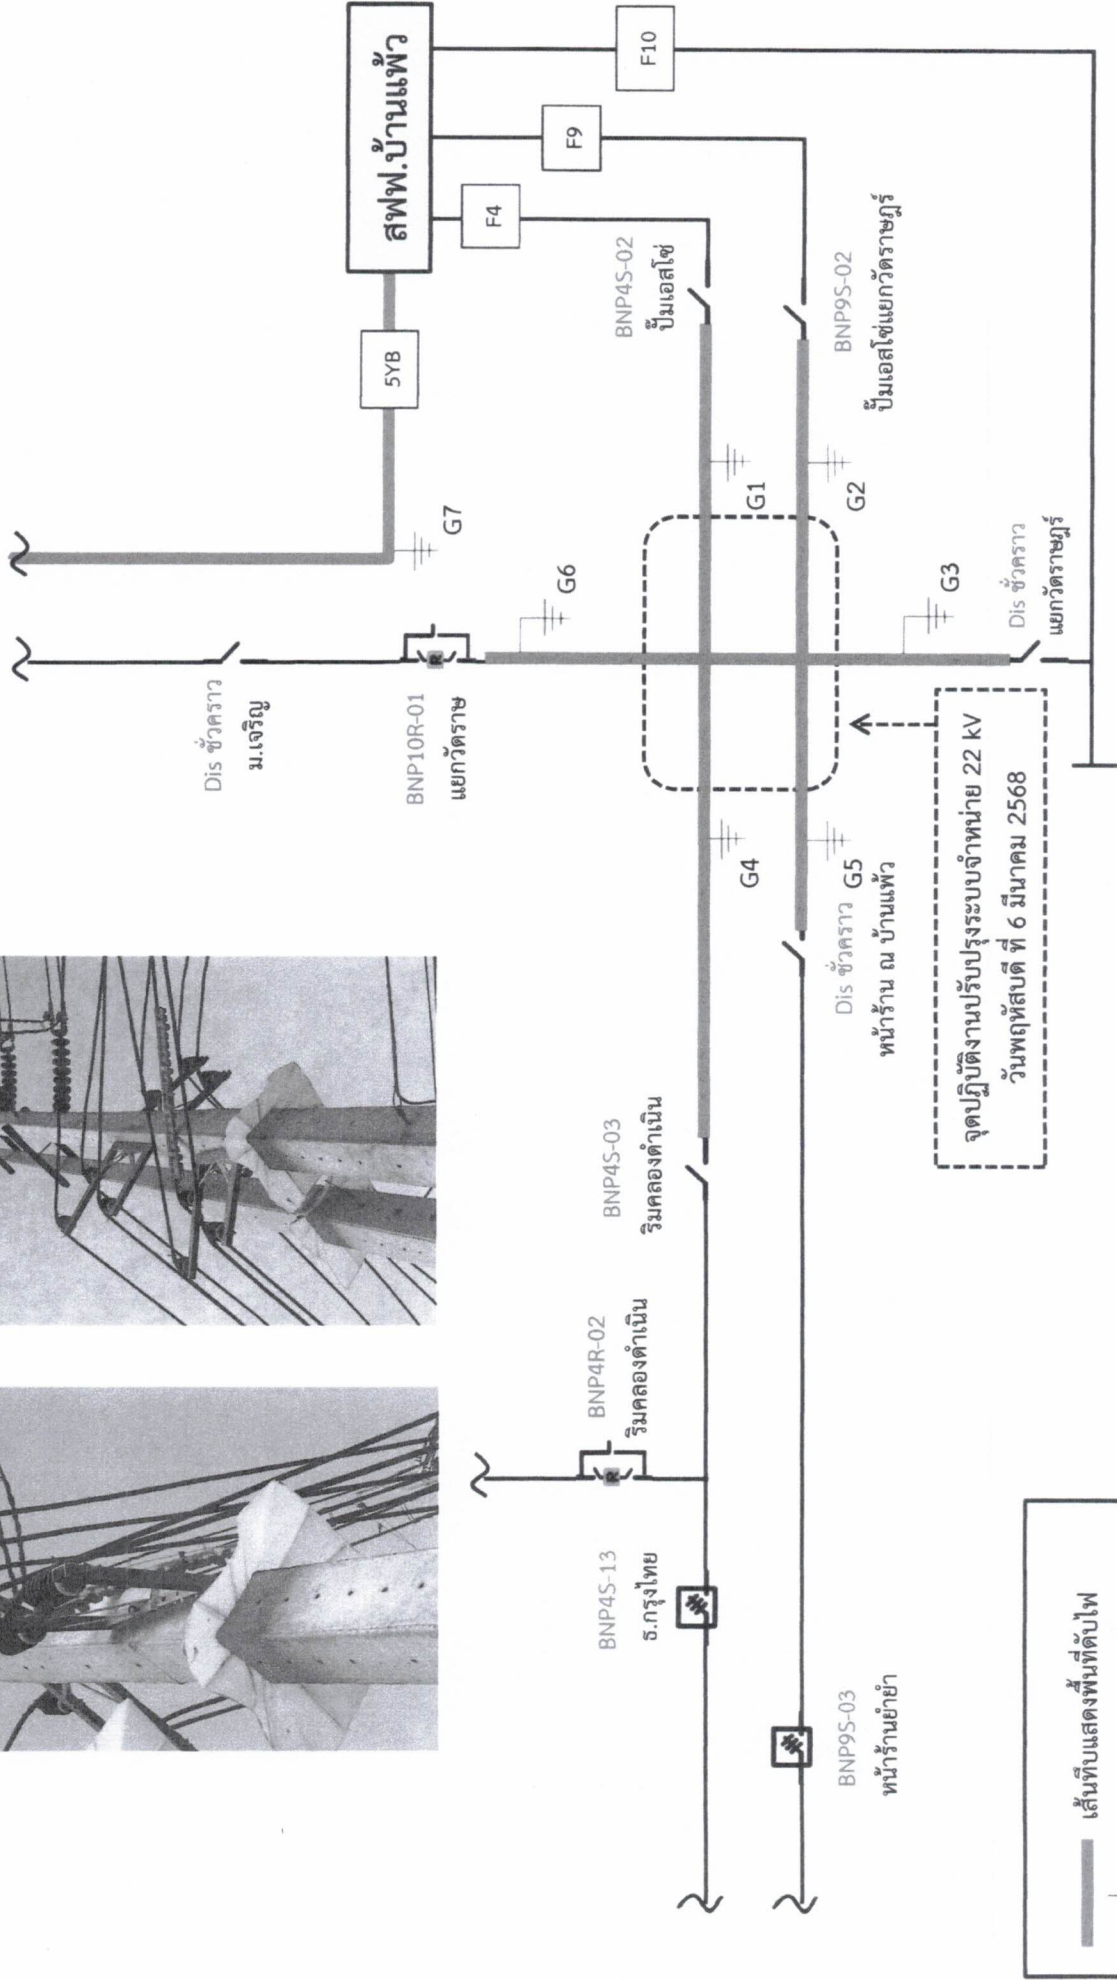 Dis ชั่วคราว
ม.เจริญ
สฟฟ.บ้านแพ้ว
5YB
G7
BNP10R-01
แยกวัดราษ
R
F4
F9
F10
G6
BNP4R-02
ริมคลองดำเนิน
R
BNP4S-03
ริมคลองดำเนิน
BNP4S-02
ปั๊มเอสโซ่
BNP4S-13
ธ.กรุงไทย
G4
G1
BNP9S-03
หน้าร้านยำยำ
Dis ชั่วคราว
หน้าร้าน ณ บ้านแพ้ว
G5
G2
BNP9S-02
ปั๊มเอสโซ่แยกวัดราษฎร์
G3
จุดปฏิบัติงานปรับปรุงระบบจำหน่าย 22 kV
วันพฤหัสบดี ที่ 6 มีนาคม 2568
Dis ชั่วคราว
แยกวัดราษฎร์
เส้นทึบแสดงพื้นที่ดับไฟ